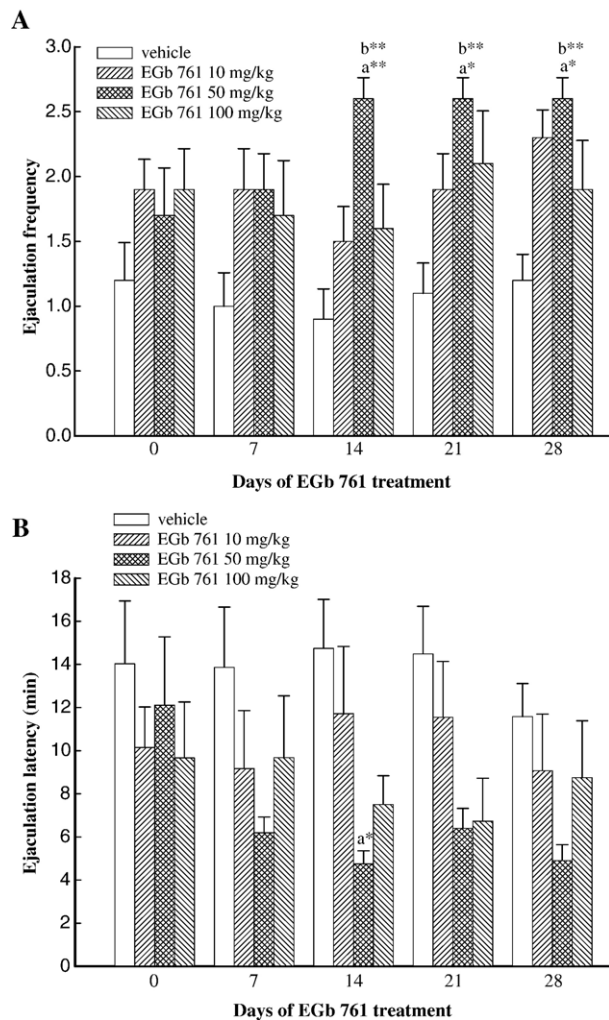 A
vehicle
EGb 761 10 mg/kg
EGb 761 50 mg/kg
EGb 761 100 mg/kg
b** b** b**
a** a* a*
3.0
2.5
2.0
1.5
1.0
0.5
0.0
Ejaculation frequency
0 7 14 21 28
Days of EGb 761 treatment
B
vehicle
EGb 761 10 mg/kg
EGb 761 50 mg/kg
EGb 761 100 mg/kg
18
16
14
12
10
8
6
4
2
0
Ejaculation latency (min)
a*
0 7 14 21 28
Days of EGb 761 treatment